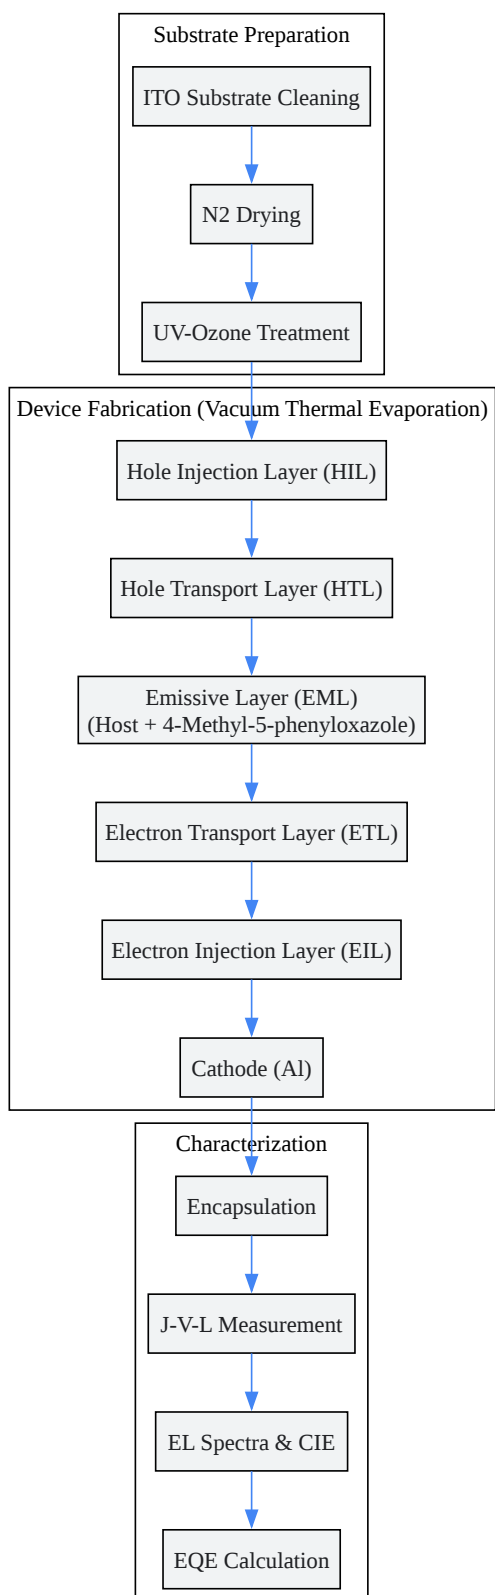 Substrate Preparation
ITO Substrate Cleaning
N2 Drying
UV-Ozone Treatment
Device Fabrication (Vacuum Thermal Evaporation)
Hole Injection Layer (HIL)
Hole Transport Layer (HTL)
Emissive Layer (EML)
(Host + 4-Methyl-5-phenyloxazole)
Electron Transport Layer (ETL)
Electron Injection Layer (EIL)
Cathode (Al)
Characterization
Encapsulation
J-V-L Measurement
EL Spectra & CIE
EQE Calculation